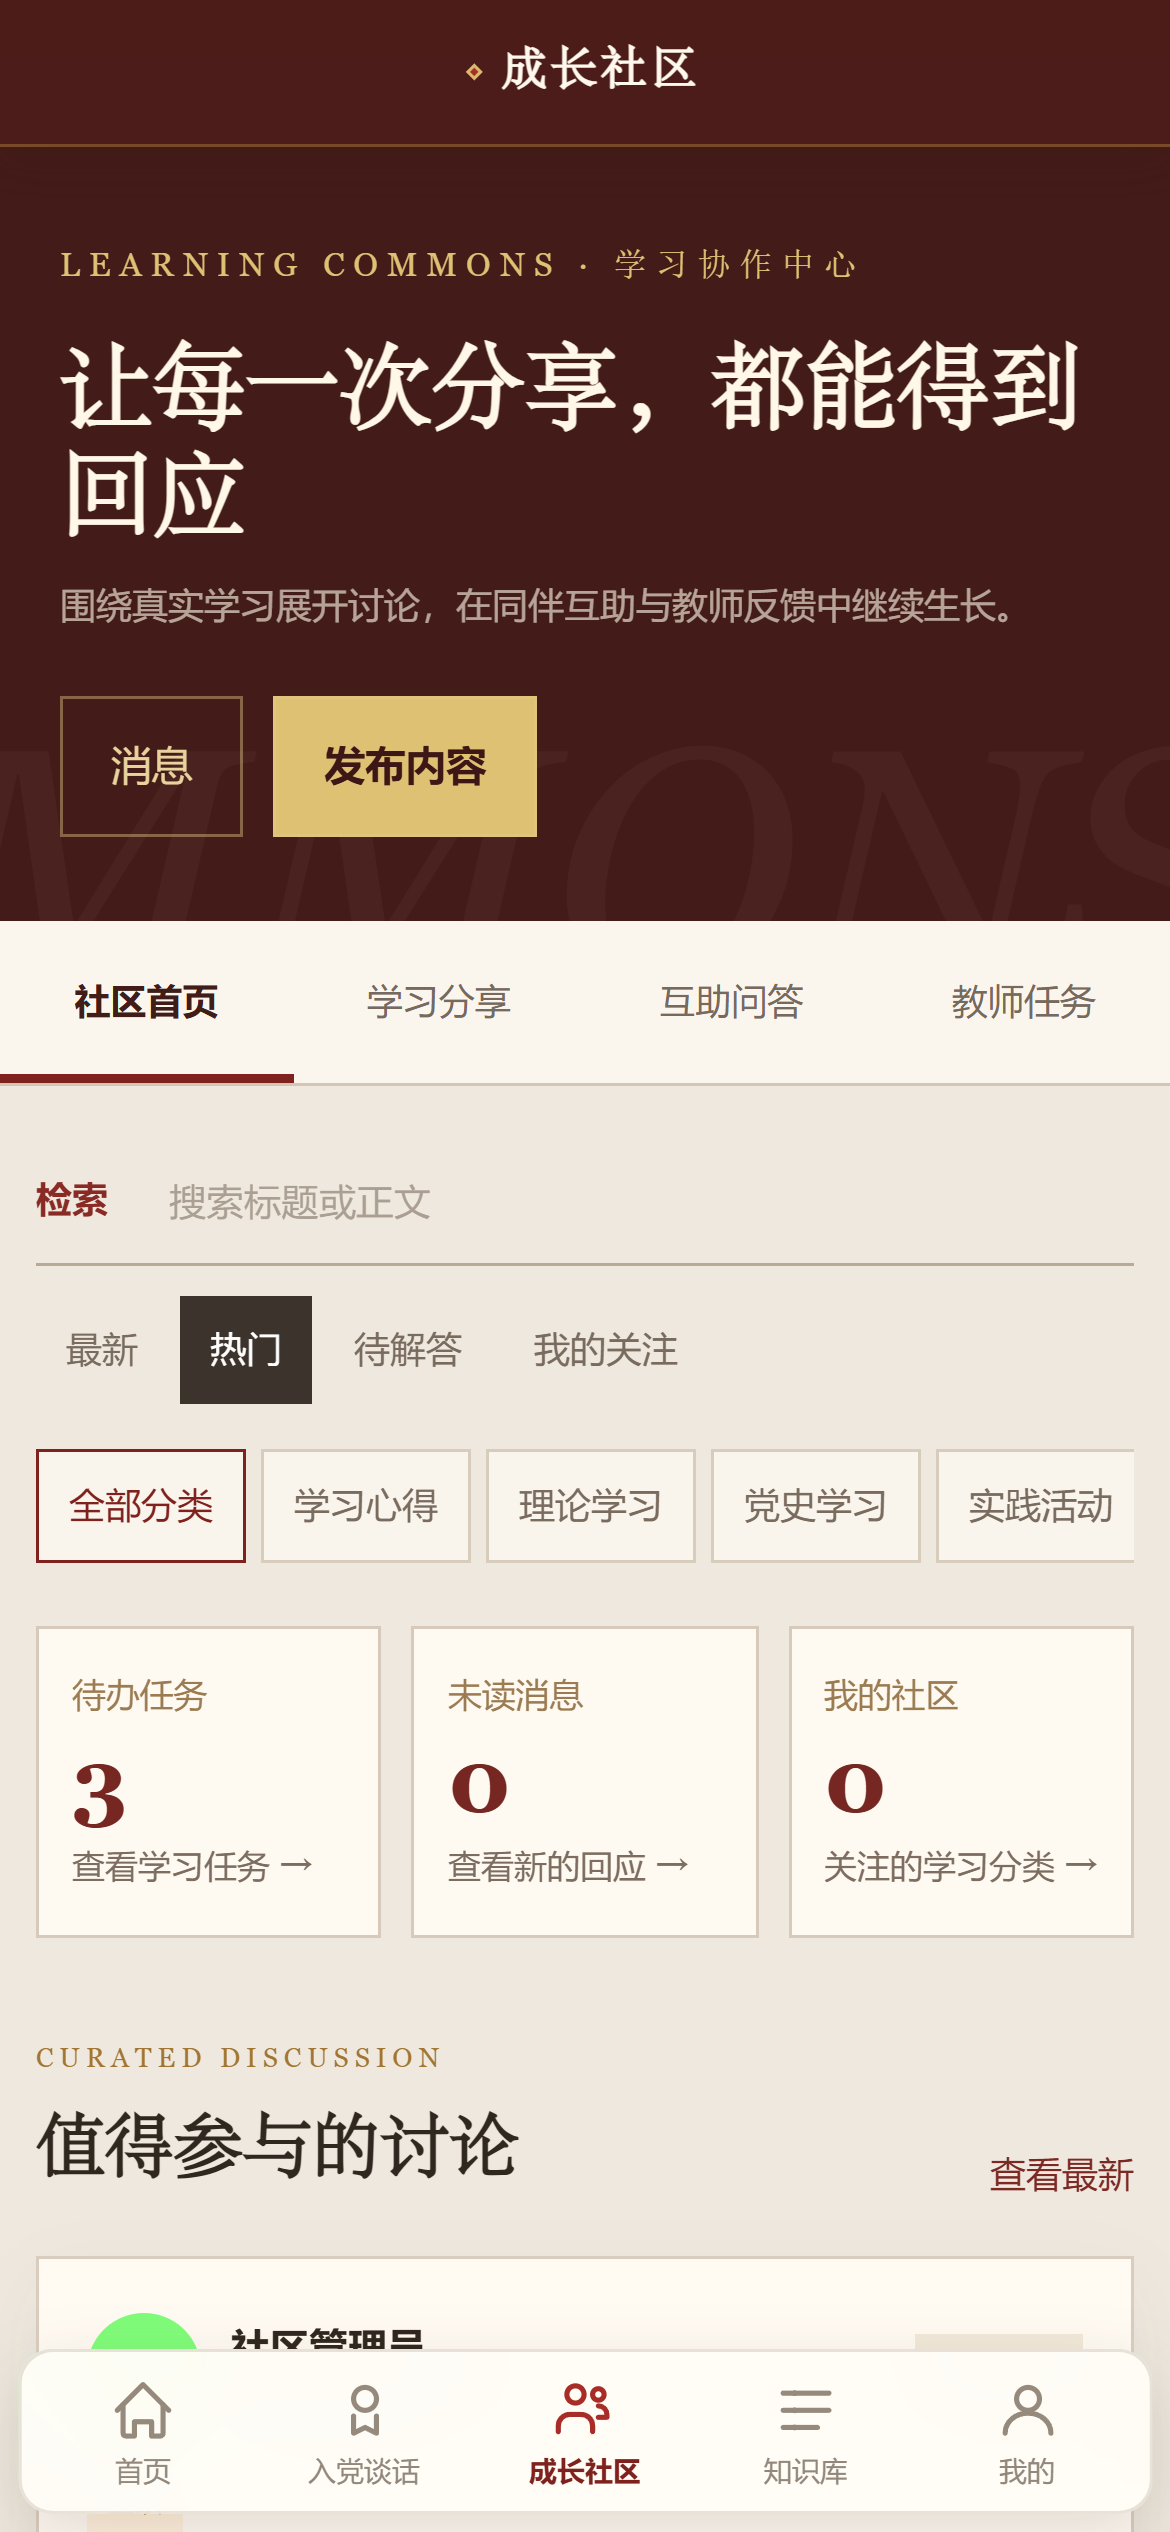 成长社区
LEARNING COMMONS · 学习协作中心
让每一次分享，都能得到
回应
围绕真实学习展开讨论，在同伴互助与教师反馈中继续生长。
消息
发布内容
MMONS
社区首页 学习分享 互助问答 教师任务
检索 搜索标题或正文
最新 热门 待解答 我的关注
全部分类 学习心得 理论学习 党史学习 实践活动
待办任务 未读消息 我的社区
3 0 0
查看学习任务 → 查看新的回应 → 关注的学习分类 →
CURATED DISCUSSION
值得参与的讨论
查看最新
社区管理员
首页 入党谈话 成长社区 知识库 我的